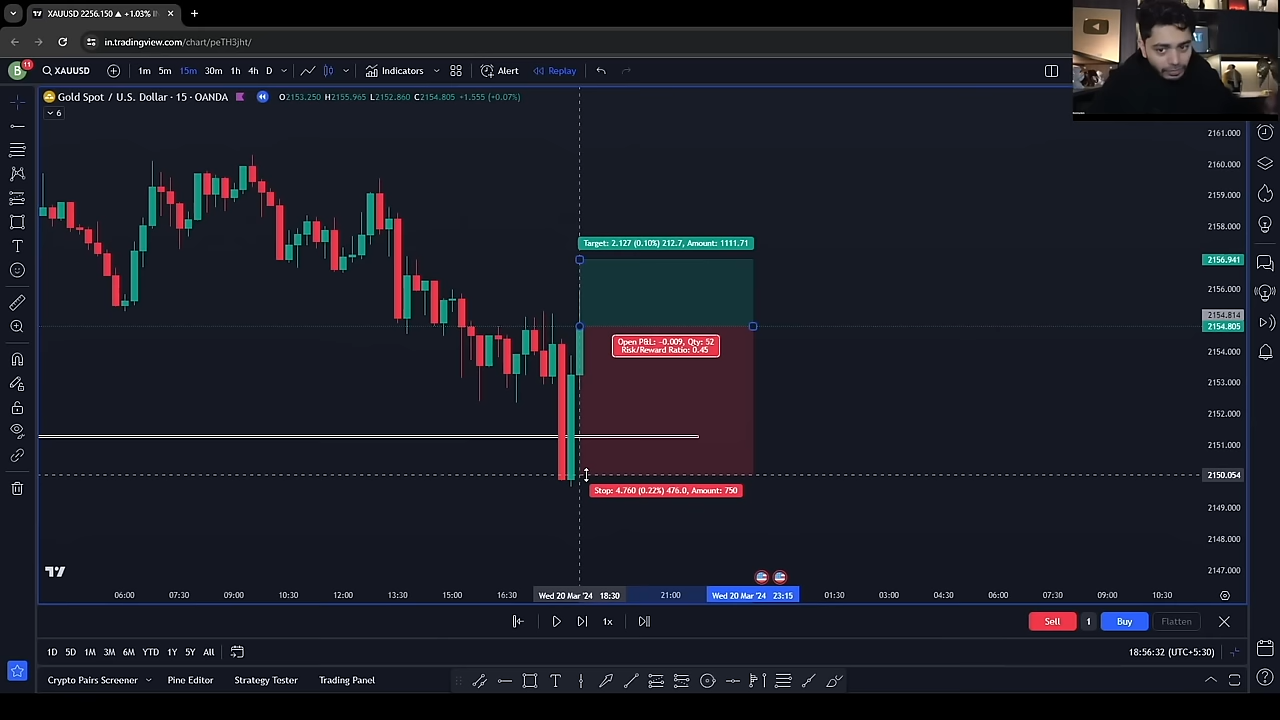 XAUUSD 2256.150 ▲ +1.03%
in.tradingview.com/chart/peTH3jht/
B 11 XAUUSD 1m 5m 15m 30m 1h 4h D Indicators Alert Replay
Gold Spot / U.S. Dollar · 15 · OANDA O2153.250 H2155.965 L2152.860 C2154.805 +1.555 (+0.07%)
6
2161.000
2160.000
2159.000
2158.000
Target: 2.127 (0.10%) 212.7, Amount: 1111.71
2156.941
2156.000
2154.814
2154.805
Open P&L: -0.009, Qty: 52
Risk/Reward Ratio: 0.45
2154.000
2153.000
2152.000
2151.000
2150.054
Stop: 4.760 (0.22%) 476.0, Amount: 750
2149.000
2148.000
2147.000
06:00 07:30 09:00 10:30 12:00 13:30 15:00 16:30 Wed 20 Mar '24 18:30 21:00 Wed 20 Mar '24 23:15 01:30 03:00 04:30 06:00 07:30 09:00 10:30
1x Sell 1 Buy Flatten
1D 5D 1M 3M 6M YTD 1Y 5Y All 18:56:32 (UTC+5:30)
Crypto Pairs Screener Pine Editor Strategy Tester Trading Panel